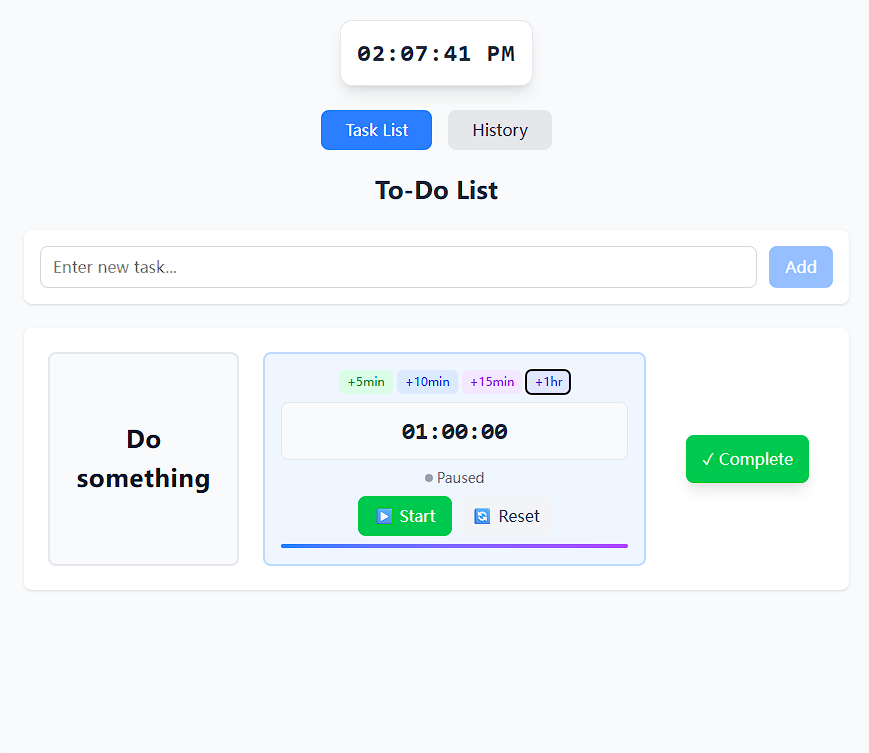 02:07:41 PM
Task List
History
To-Do List
Enter new task...
Add
Do
something
+5min
+10min
+15min
+1hr
01:00:00
Paused
Start
Reset
✓ Complete